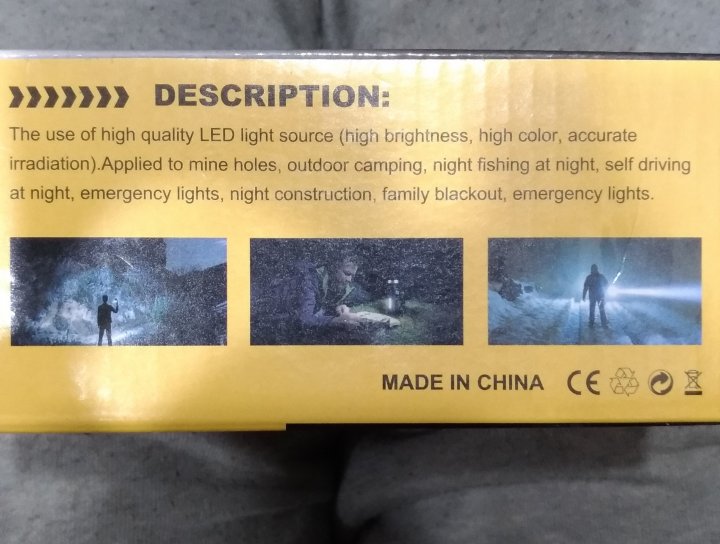 DESCRIPTION:
The use of high quality LED light source (high brightness, high color, accurate
irradiation).Applied to mine holes, outdoor camping, night fishing at night, self driving
at night, emergency lights, night construction, family blackout, emergency lights.
MADE IN CHINA CE